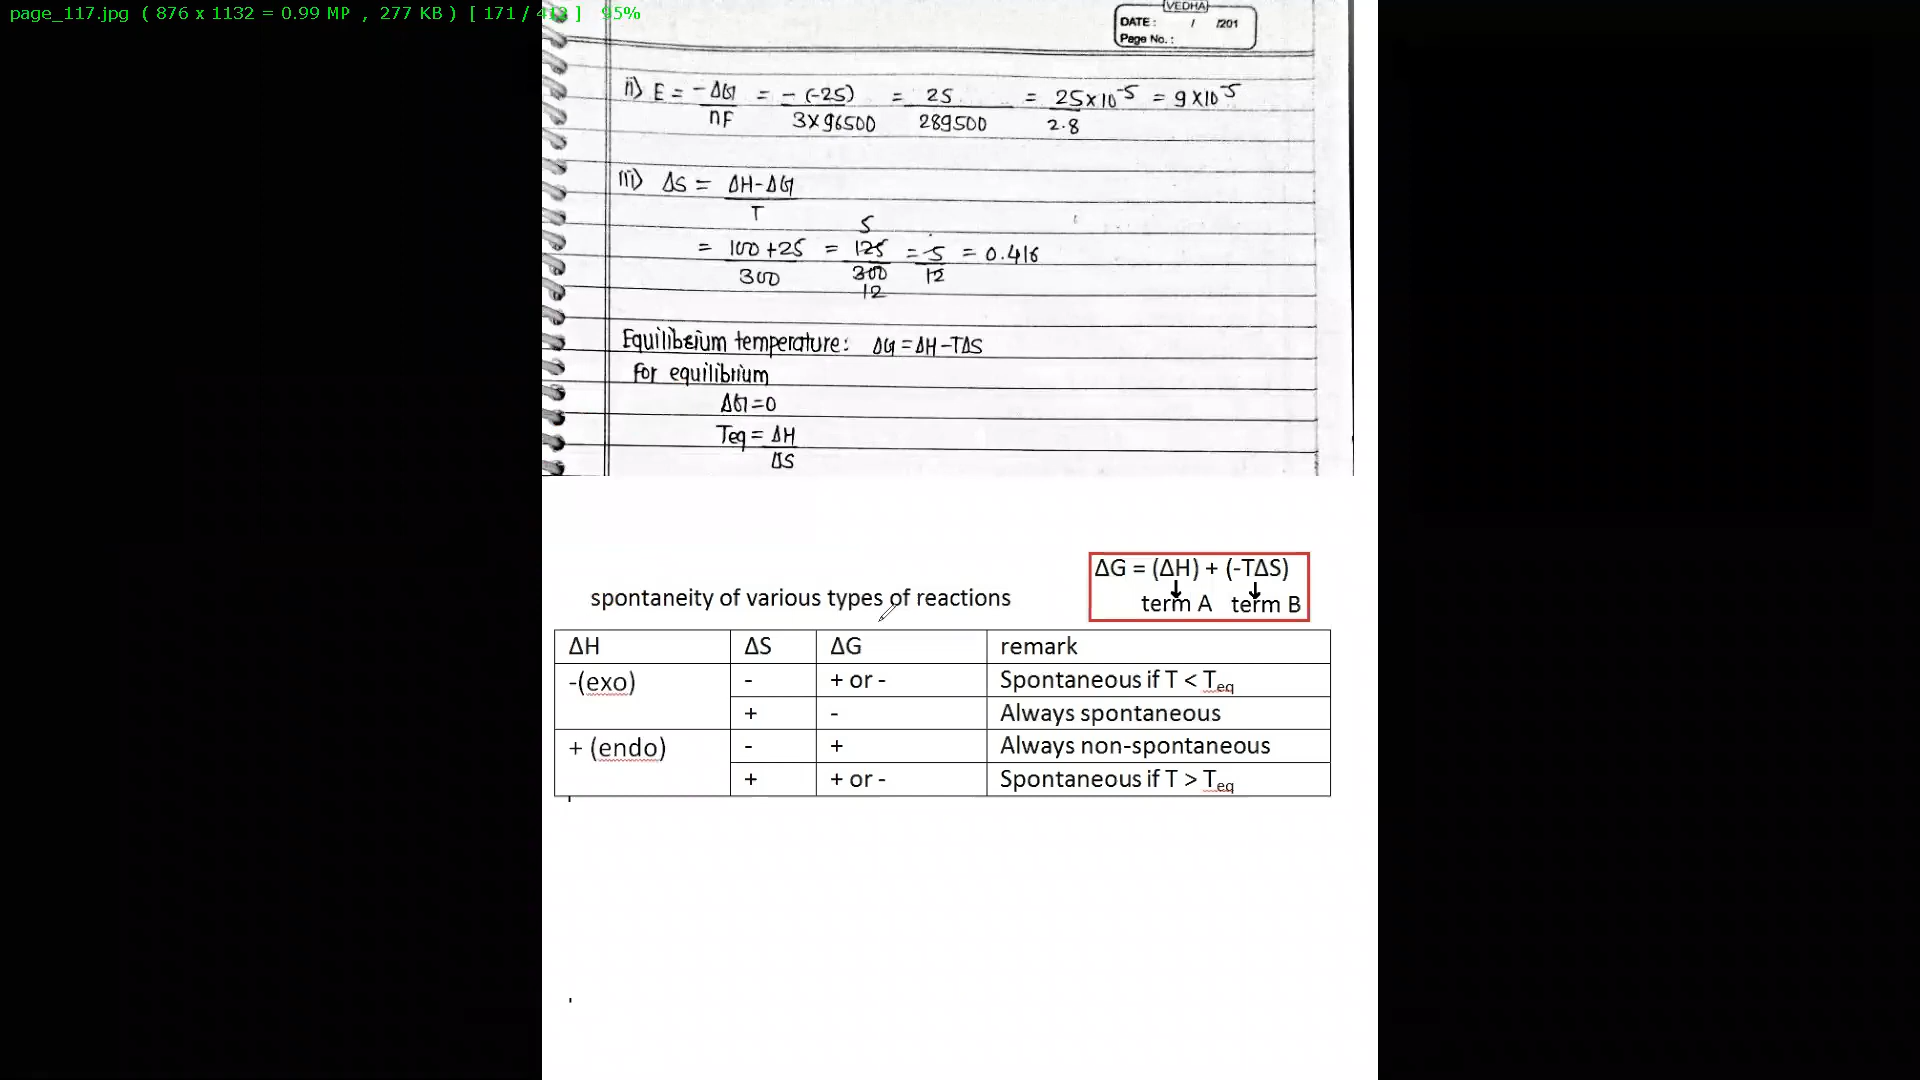 page_117.jpg ( 876 x 1132 = 0.99 MP , 277 KB ) [ 171 / 413 ] 95%
VEDHA
DATE : / /201
Page No. :
ii) E = -ΔG/nF = -(-25)/3×96500 = 25/289500 = 25×10⁻⁵/2.8 = 9×10⁻⁵
iii) ΔS = ΔH-ΔG/T
= 100+25/300 = 125/300 = 5/12 = 0.416
5
12
Equilibrium temperature: ΔG = ΔH-TΔS
For equilibrium
ΔG=0
Teq = ΔH/ΔS
ΔG = (ΔH) + (-TΔS)
term A term B
spontaneity of various types of reactions
ΔH ΔS ΔG remark
-(exo) - + or - Spontaneous if T < Teq
+ - Always spontaneous
+ (endo) - + Always non-spontaneous
+ + or - Spontaneous if T > Teq